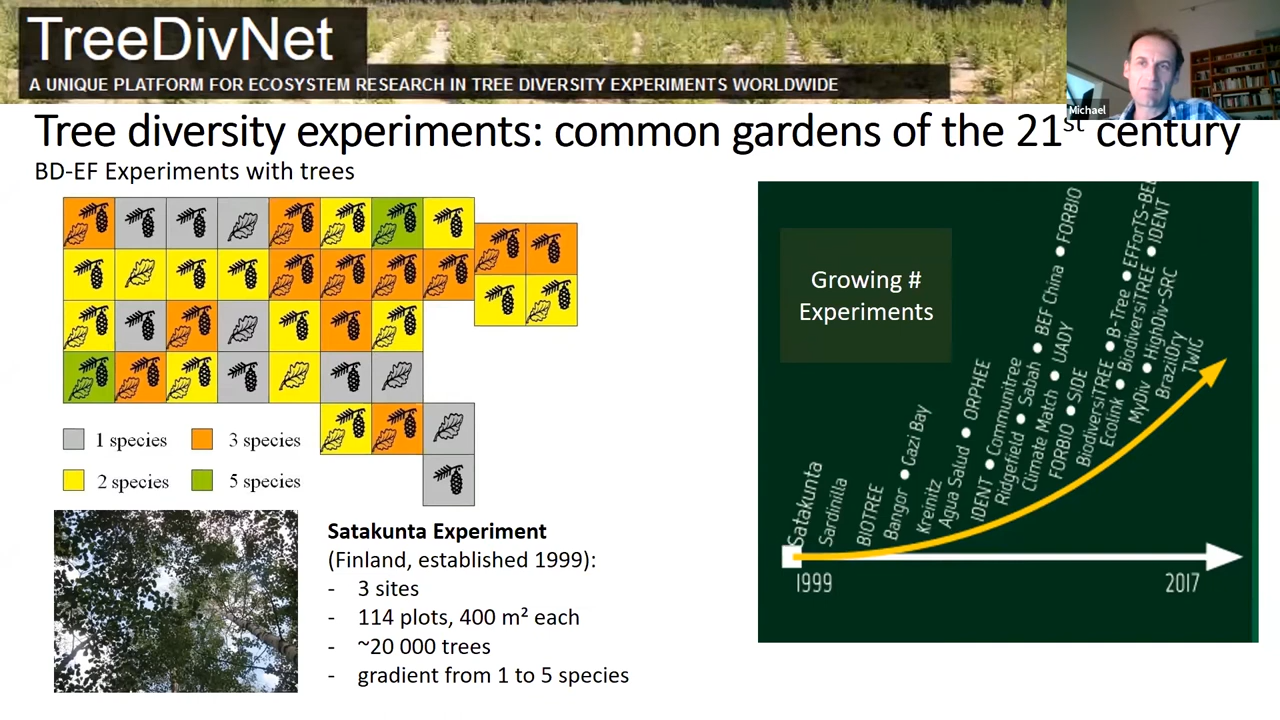 TreeDivNet
A UNIQUE PLATFORM FOR ECOSYSTEM RESEARCH IN TREE DIVERSITY EXPERIMENTS WORLDWIDE
Michael
Tree diversity experiments: common gardens of the 21st century
BD-EF Experiments with trees
1 species
3 species
2 species
5 species
Satakunta Experiment
(Finland, established 1999):
- 3 sites
- 114 plots, 400 m² each
- ~20 000 trees
- gradient from 1 to 5 species
Growing #
Experiments
Satakunta
Sardinilla
BIOTREE
Bangor • Gazi Bay
Kreinitz
Agua Salud • ORPHEE
IDENT • Communitree
Ridgefield • Sabah • BEF China • FORBIO
Climate Match • UADY
FORBIO • SIDE
BiodiversiTREE • B-Tree • EFForTS-BE
Ecolink • BiodiversiTREE • IDENT
MyDiv • HighDiv-SRC
BrazilDry
TWIG
1999
2017